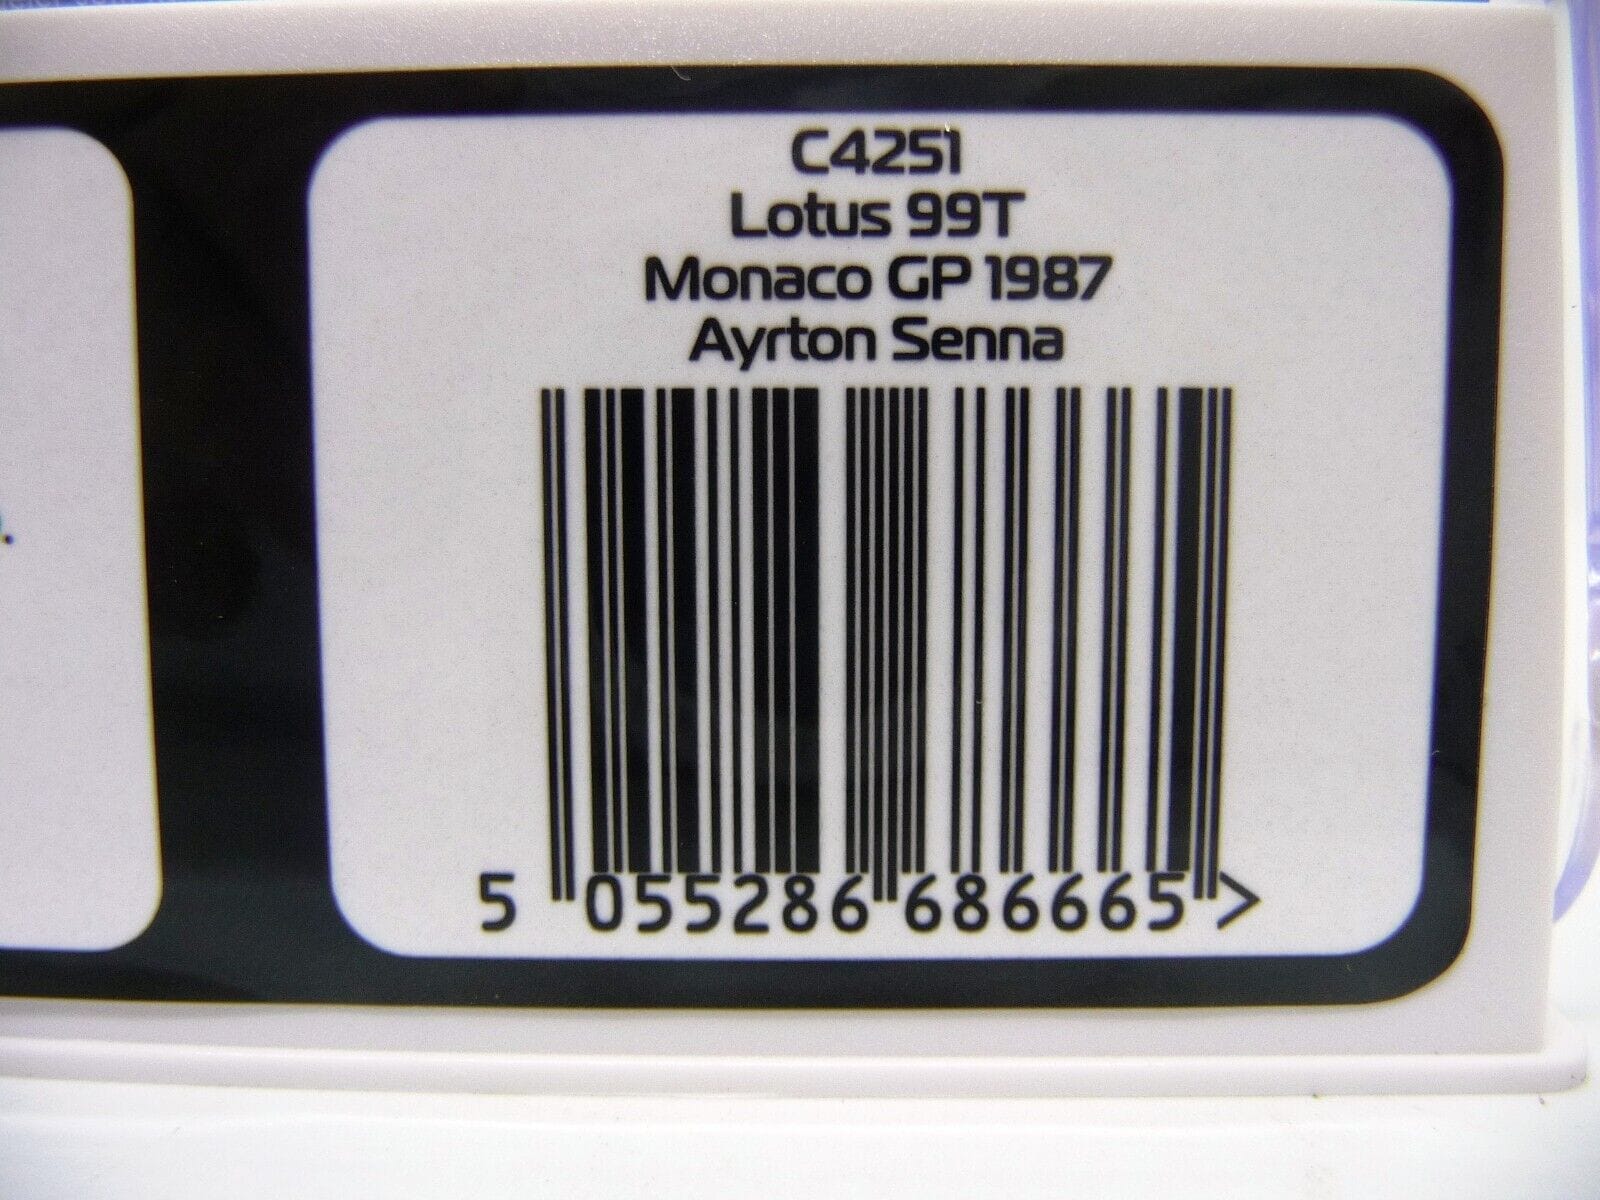 C4251
Lotus 99T
Monaco GP 1987
Ayrton Senna
5 055286 686665 >